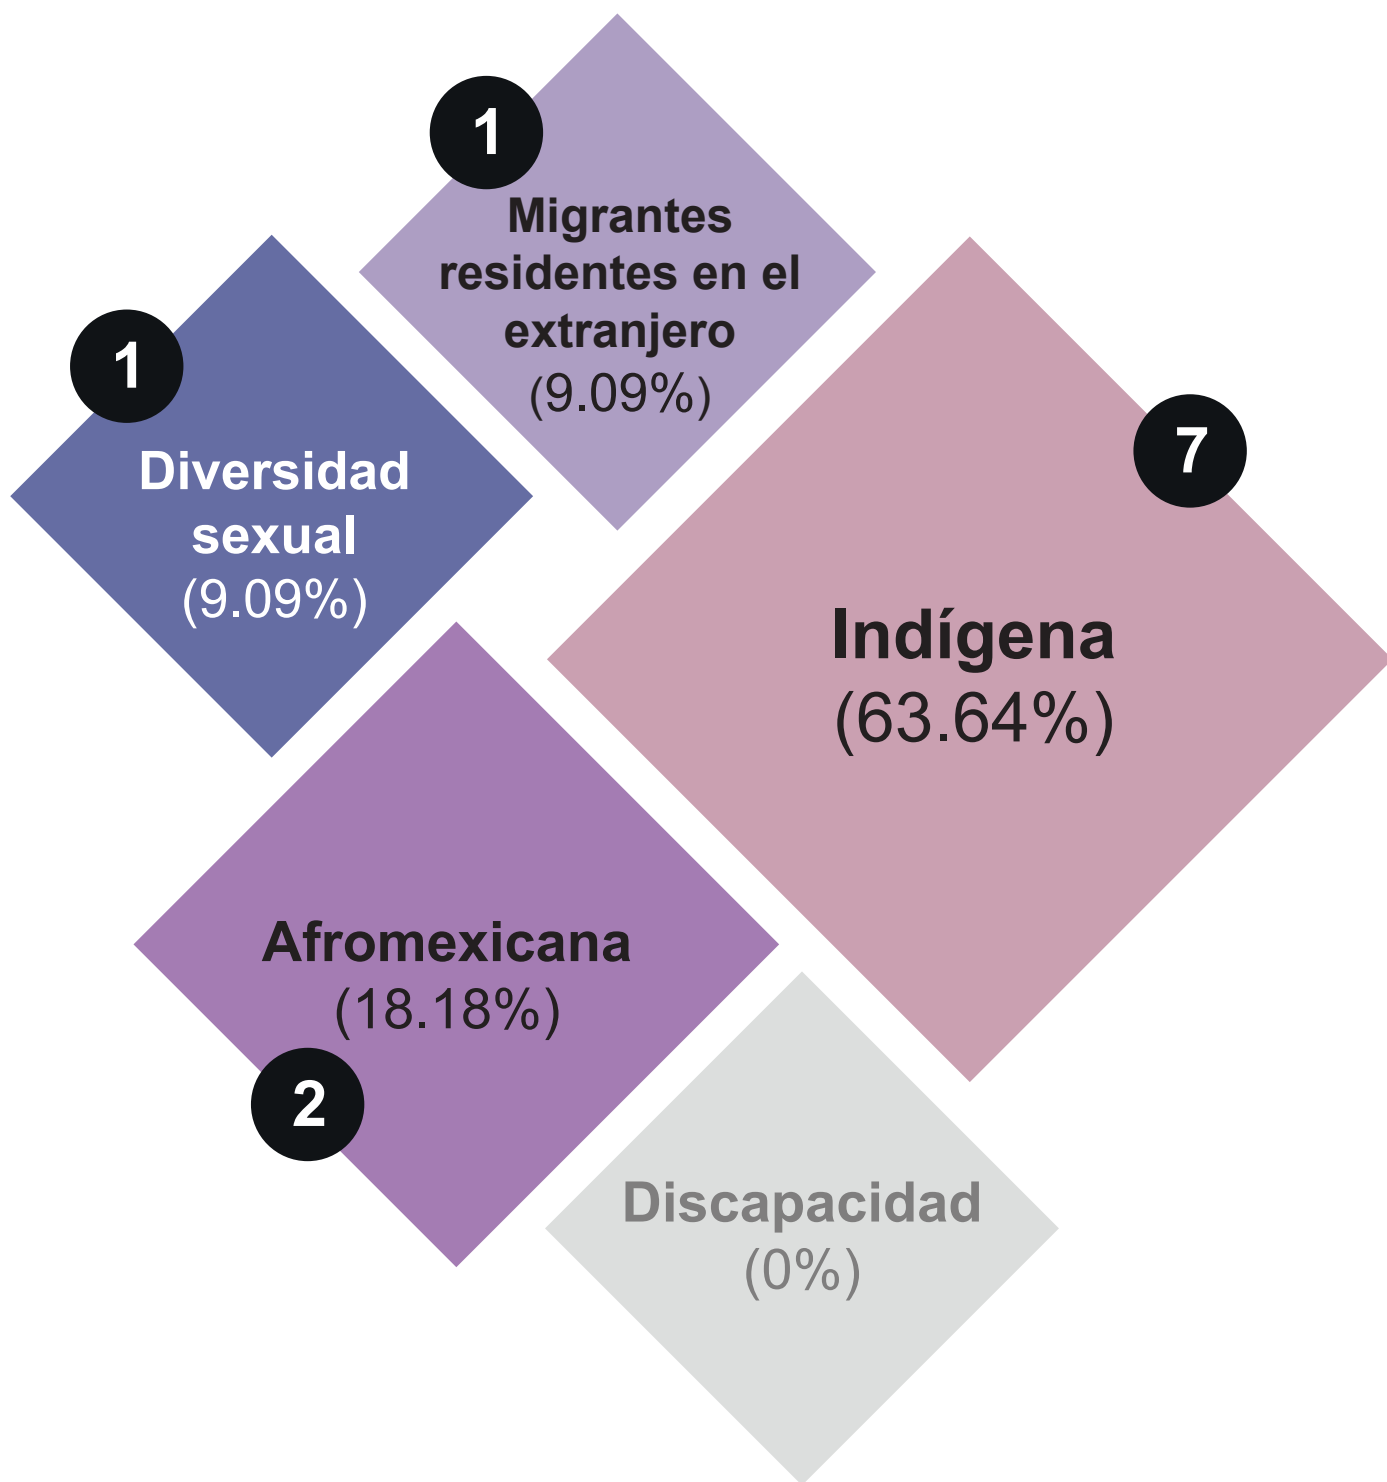 1
Migrantes
residentes en el
extranjero
(9.09%)
1
Diversidad
sexual
(9.09%)
7
Indígena
(63.64%)
Afromexicana
(18.18%)
2
Discapacidad
(0%)